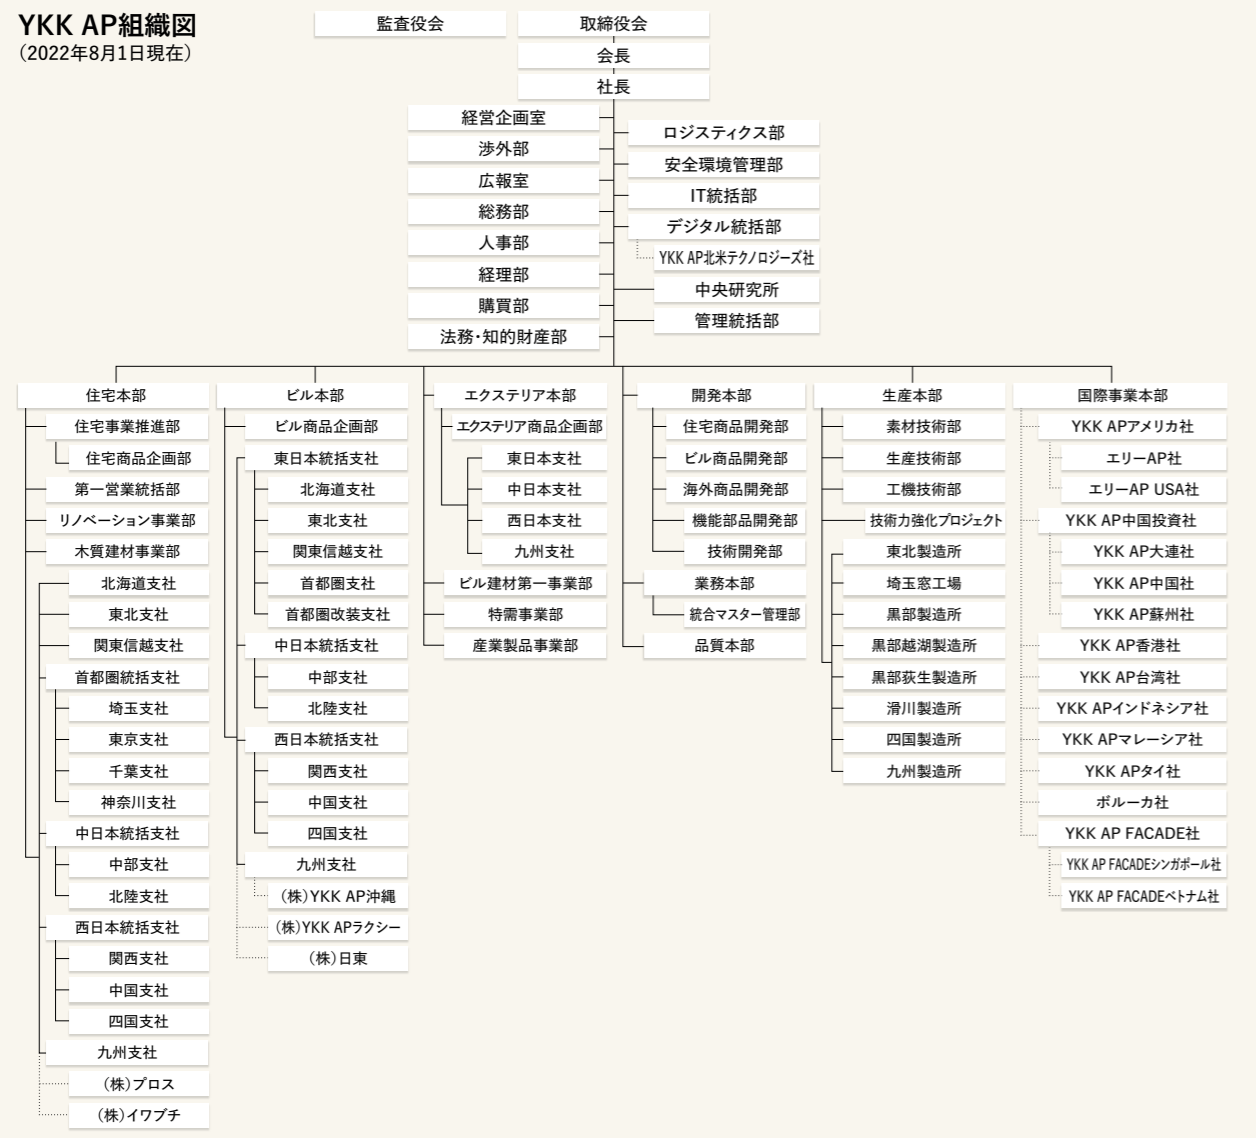 YKK AP組織図
（2022年8月1日現在）
監査役会
取締役会
会長
社長
経営企画室
渉外部
広報室
総務部
人事部
経理部
購買部
法務・知的財産部
ロジスティクス部
安全環境管理部
IT統括部
デジタル統括部
YKK AP北米テクノロジーズ社
中央研究所
管理統括部
住宅本部
住宅事業推進部
住宅商品企画部
第一営業統括部
リノベーション事業部
木質建材事業部
北海道支社
東北支社
関東信越支社
首都圏統括支社
埼玉支社
東京支社
千葉支社
神奈川支社
中日本統括支社
中部支社
北陸支社
西日本統括支社
関西支社
中国支社
四国支社
九州支社
（株）プロス
（株）イワブチ
ビル本部
ビル商品企画部
東日本統括支社
北海道支社
東北支社
関東信越支社
首都圏支社
首都圏改装支社
中日本統括支社
中部支社
北陸支社
西日本統括支社
関西支社
中国支社
四国支社
九州支社
（株）YKK AP沖縄
（株）YKK APラクシー
（株）日東
エクステリア本部
エクステリア商品企画部
東日本支社
中日本支社
西日本支社
九州支社
ビル建材第一事業部
特需事業部
産業製品事業部
開発本部
住宅商品開発部
ビル商品開発部
海外商品開発部
機能部品開発部
技術開発部
業務本部
統合マスター管理部
品質本部
生産本部
素材技術部
生産技術部
工機技術部
技術力強化プロジェクト
東北製造所
埼玉窓工場
黒部製造所
黒部越湖製造所
黒部荻生製造所
滑川製造所
四国製造所
九州製造所
国際事業本部
YKK APアメリカ社
エリーAP社
エリーAP USA社
YKK AP中国投資社
YKK AP大連社
YKK AP中国社
YKK AP蘇州社
YKK AP香港社
YKK AP台湾社
YKK APインドネシア社
YKK APマレーシア社
YKK APタイ社
ボルーカ社
YKK AP FACADE社
YKK AP FACADEシンガポール社
YKK AP FACADEベトナム社